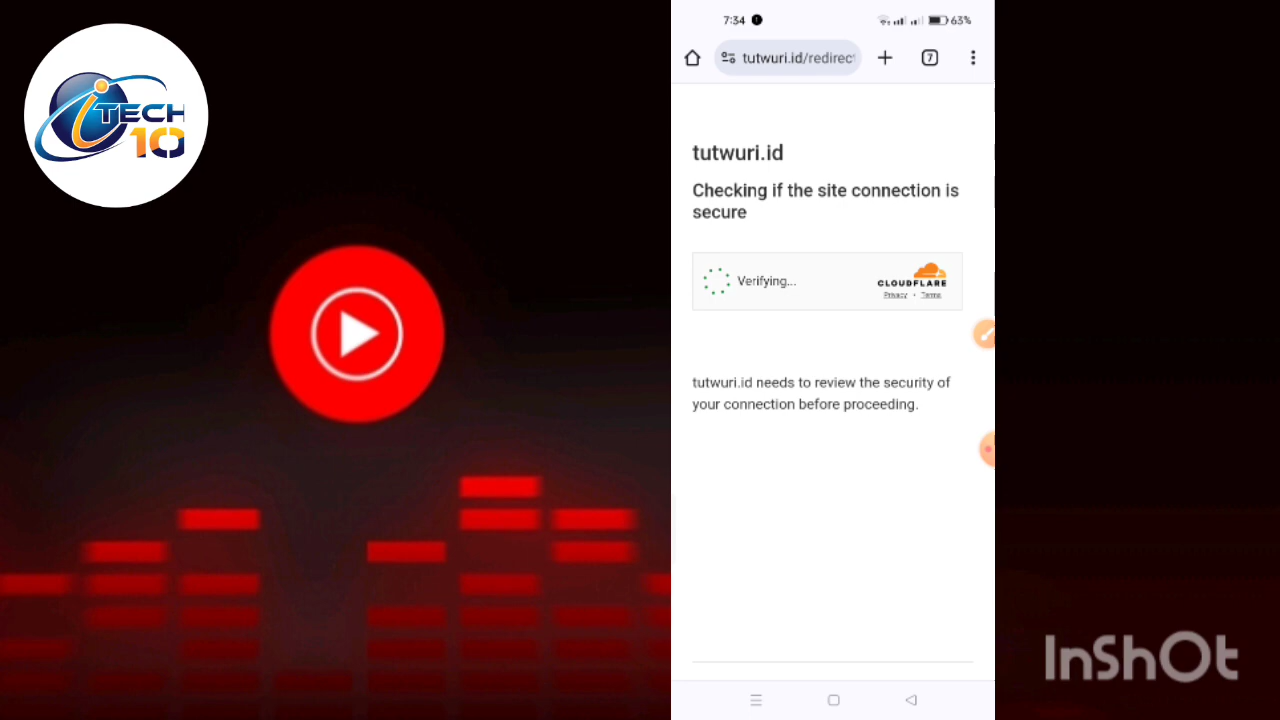 iTECH
10
7:34
63%
tutwuri.id/redirect
7
tutwuri.id
Checking if the site connection is
secure
Verifying...
CLOUDFLARE
Privacy • Terms
tutwuri.id needs to review the security of
your connection before proceeding.
InShOt